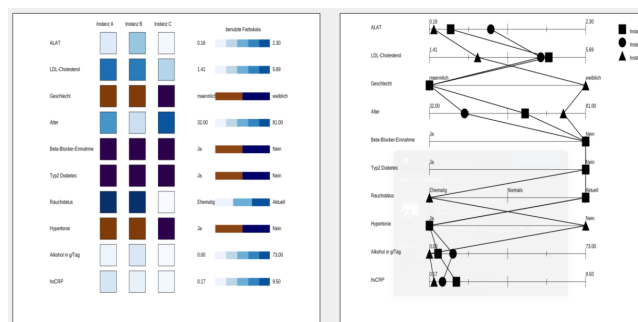 Instanz A Instanz B Instanz C benutzte Farbskala
ALAT 0.16 2.30
LDL-Cholesterol 1.41 5.69
Geschlecht maennlich weiblich
Alter 32.00 81.00
Beta-Blocker-Einnahme Ja Nein
Typ2 Diabetes Ja Nein
Rauchstatus Ehemalig Aktuell
Hypertonie Ja Nein
Alkohol in g/Tag 0.00 73.00
hsCRP 0.17 9.50
ALAT 0.16 2.30
LDL-Cholesterol 1.41 5.69
Geschlecht maennlich weiblich
Alter 32.00 81.00
Beta-Blocker-Einnahme Ja Nein
Typ2 Diabetes Ja Nein
Rauchstatus Ehemalig Niemals Aktuell
Hypertonie Ja Nein
Alkohol in g/Tag 0.00 73.00
hsCRP 0.17 9.50